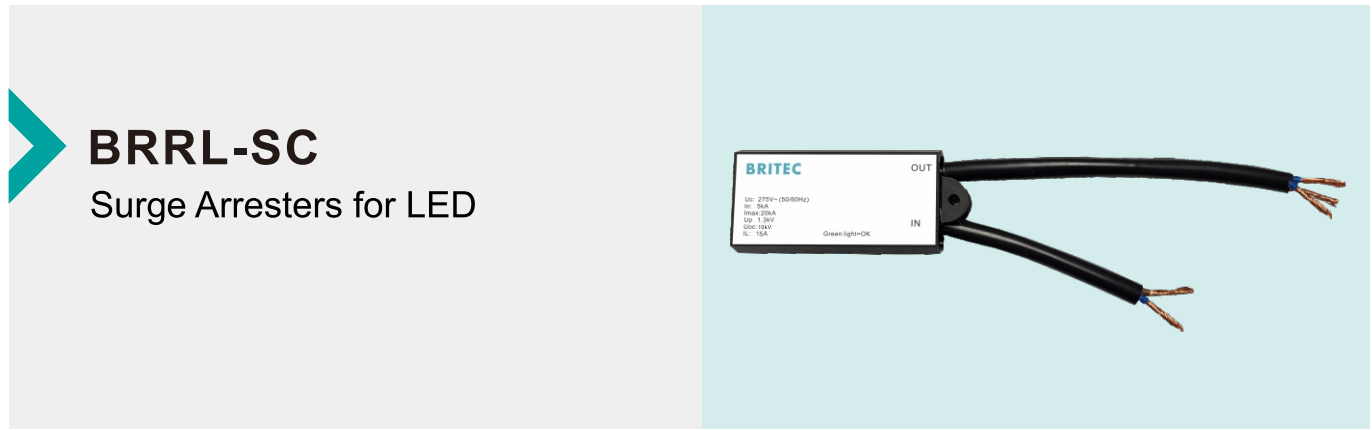 BRRL-SC
Surge Arresters for LED
BRITEC
OUT
Uc: 275V~ (50/60Hz)
In: 5kA
Imax:20kA
Up 1.3kV
Uoc:10kV
IN
IL: 15A
Green light=OK